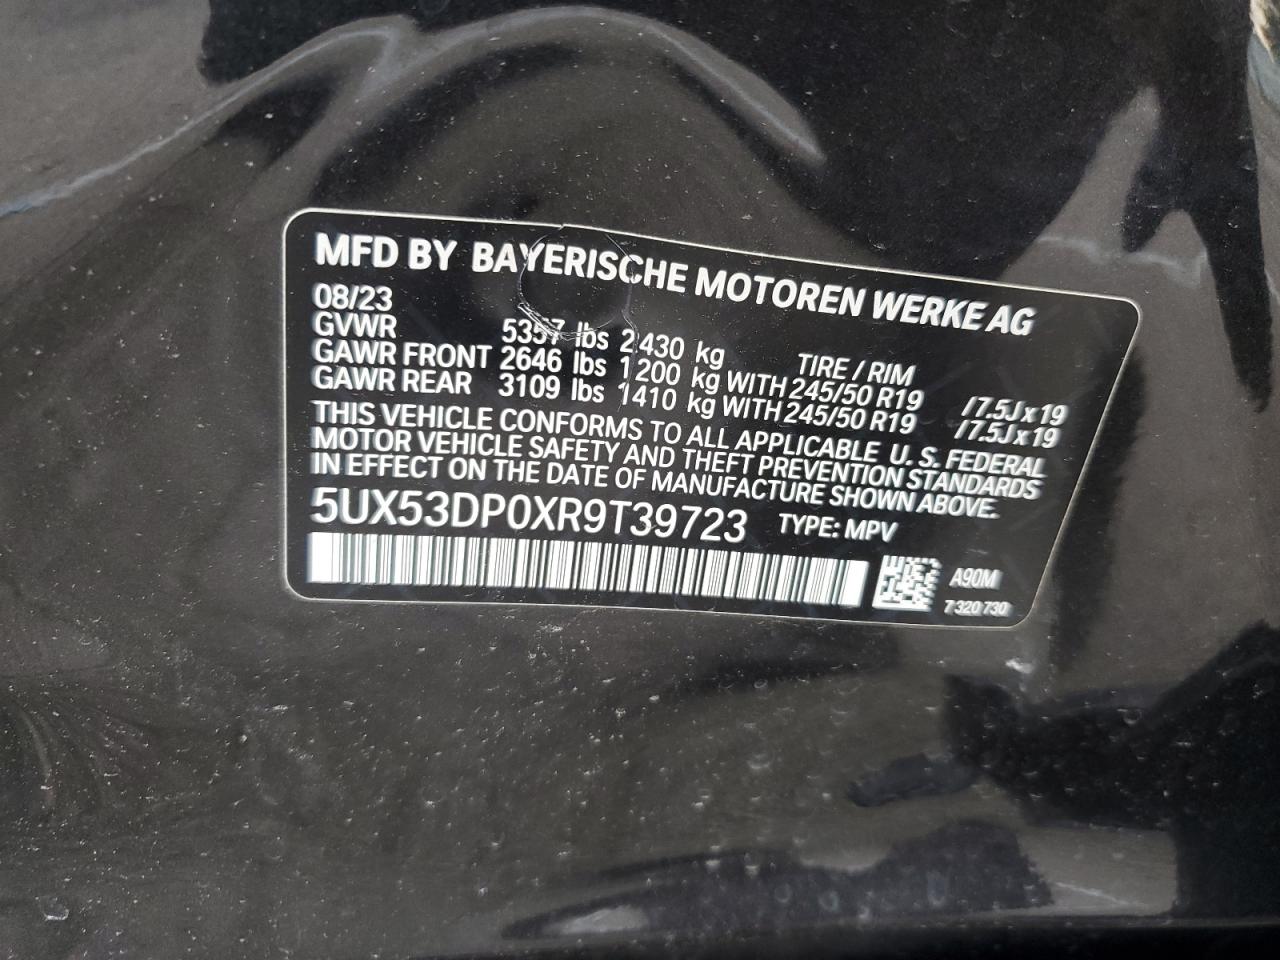 MFD BY BAYERISCHE MOTOREN WERKE AG
08/23
GVWR 5357 lbs 2430 kg TIRE / RIM
GAWR FRONT 2646 lbs 1200 kg WITH 245/50 R19 / 7.5J x 19
GAWR REAR 3109 lbs 1410 kg WITH 245/50 R19 / 7.5J x 19
THIS VEHICLE CONFORMS TO ALL APPLICABLE U. S. FEDERAL
MOTOR VEHICLE SAFETY AND THEFT PREVENTION STANDARDS
IN EFFECT ON THE DATE OF MANUFACTURE SHOWN ABOVE.
5UX53DP0XR9T39723 TYPE: MPV
A90M
7 320 730